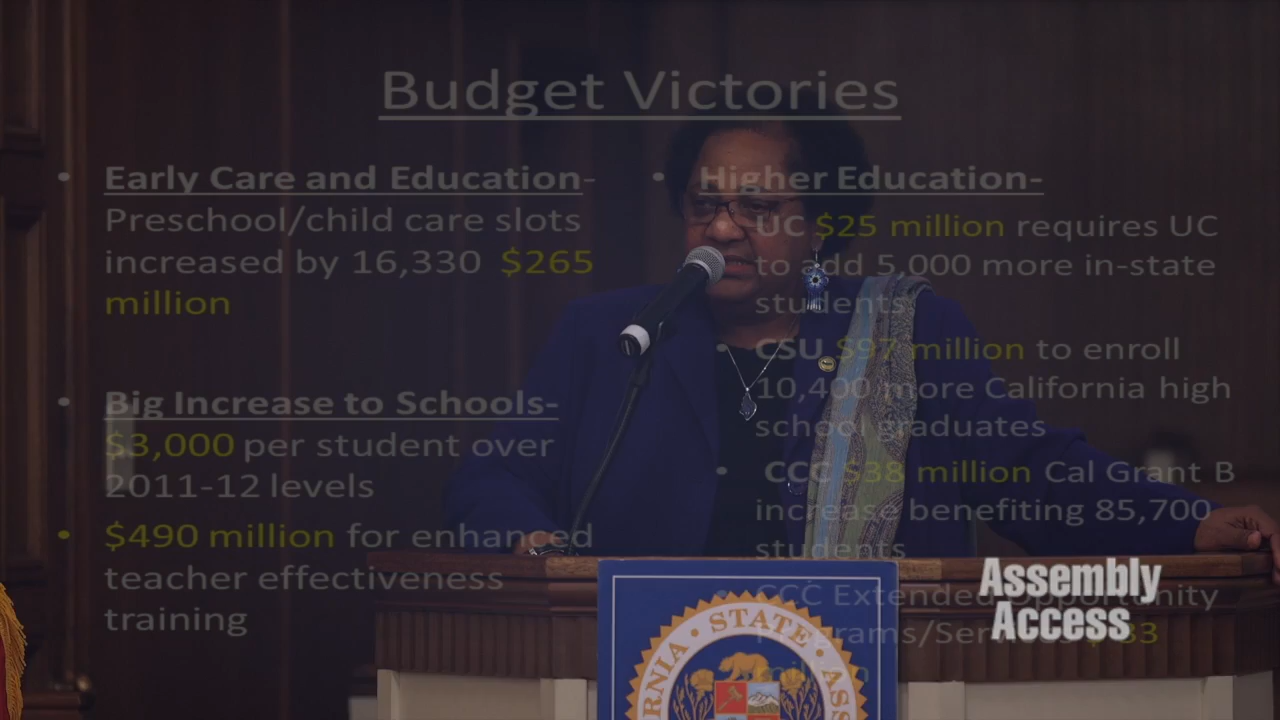 Budget Victories
• Early Care and Education-
Preschool/child care slots
increased by 16,330 $265
million
• Big Increase to Schools-
$3,000 per student over
2011-12 levels
• $490 million for enhanced
teacher effectiveness
training
• Higher Education-
UC $25 million requires UC
to add 5,000 more in-state
students
• CSU $97 million to enroll
10,400 more California high
school graduates
• CCC $38 million Cal Grant B
increase benefiting 85,700
students
• CCC Extended Opportunity
$33
Assembly
Access
RNIA • STATE • ASS